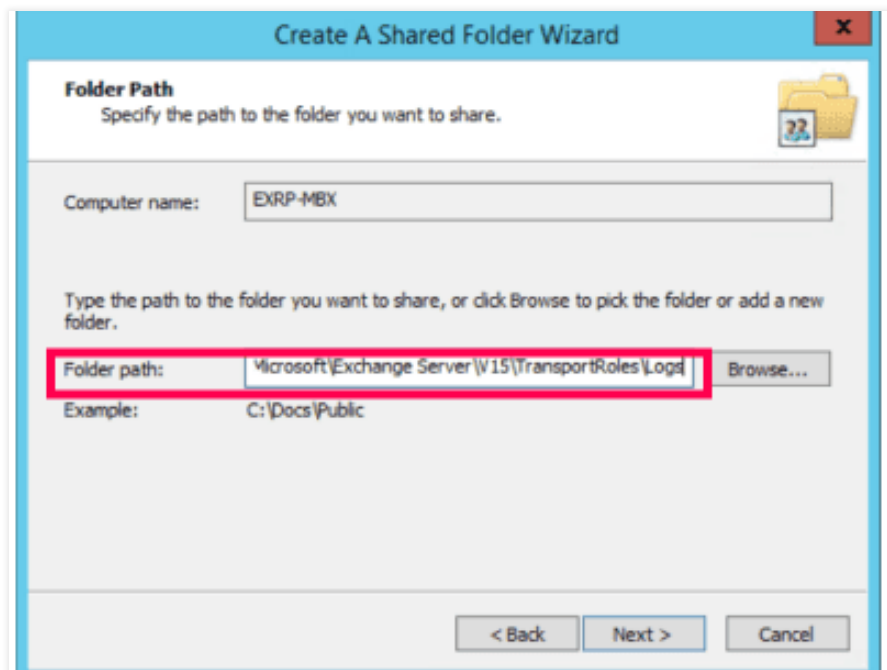 Create A Shared Folder Wizard
x
Folder Path
Specify the path to the folder you want to share.
Computer name:
EXRP-MBX
Type the path to the folder you want to share, or click Browse to pick the folder or add a new
folder.
Folder path:
Microsoft\Exchange Server\V15\TransportRoles\Logs
Browse...
Example:
C:\Docs\Public
< Back
Next >
Cancel